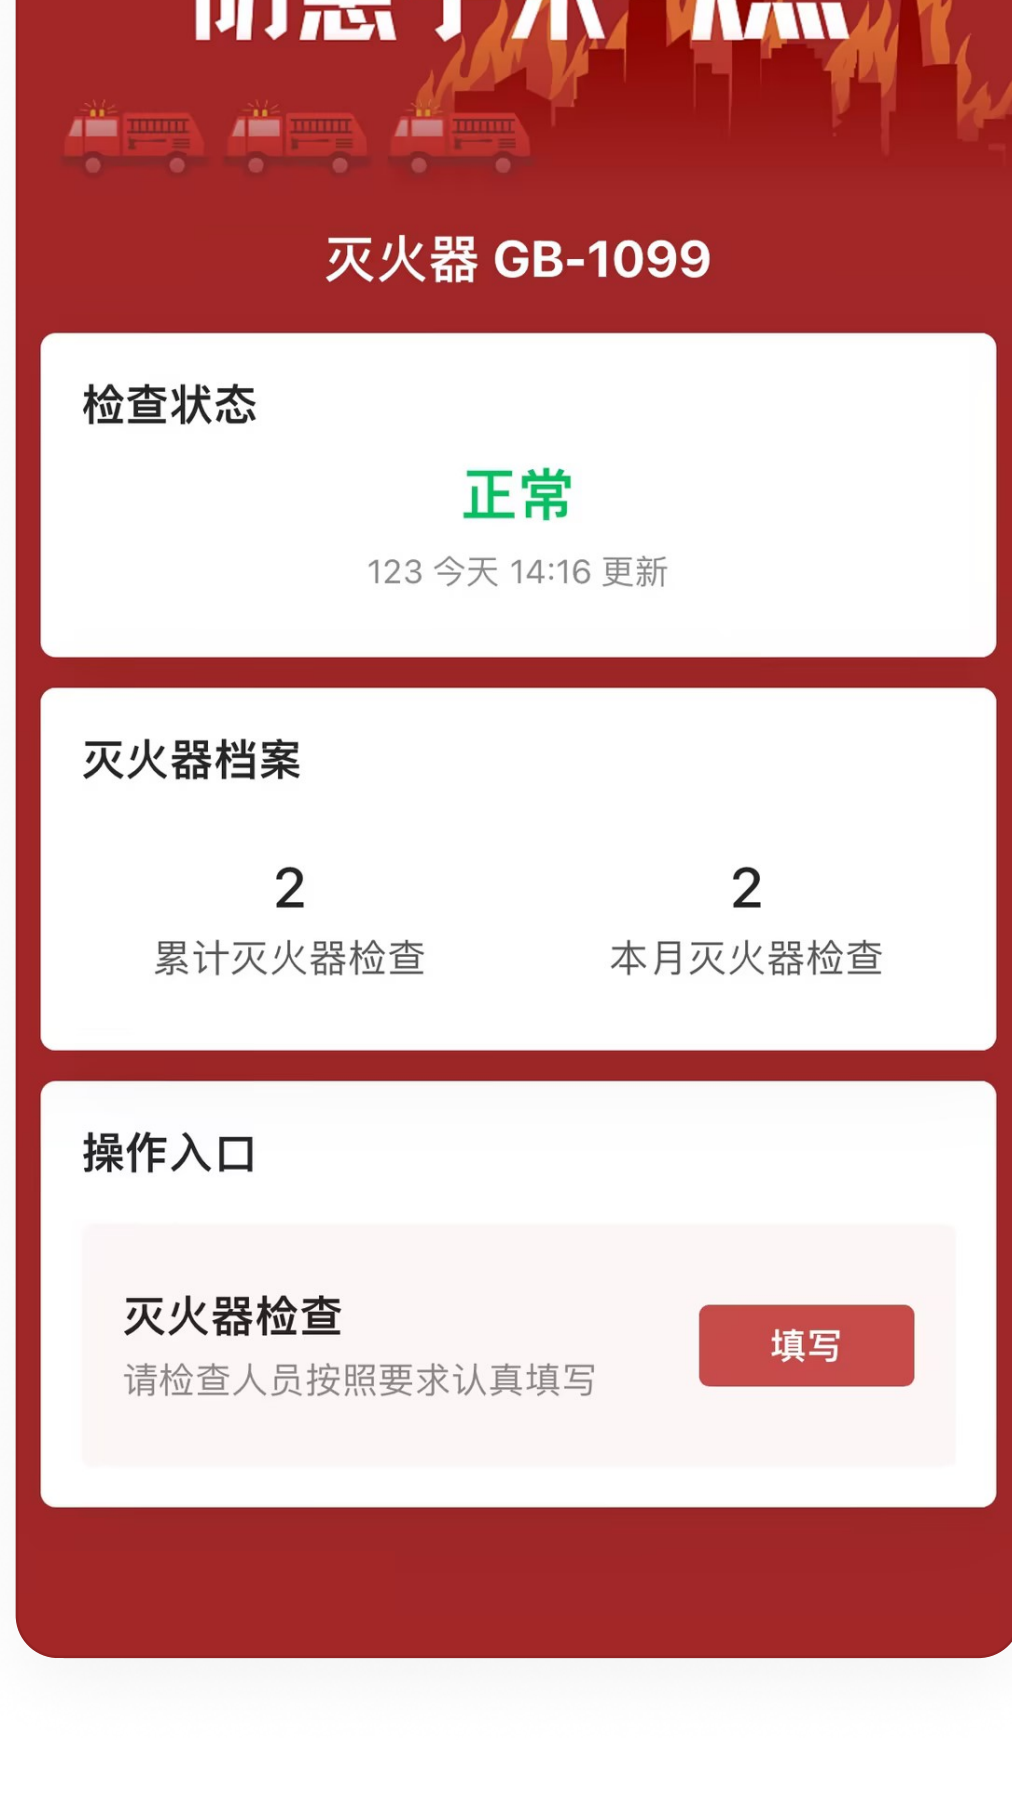 灭火器 GB-1099
检查状态
正常
123 今天 14:16 更新
灭火器档案
2
累计灭火器检查
2
本月灭火器检查
操作入口
灭火器检查
请检查人员按照要求认真填写
填写